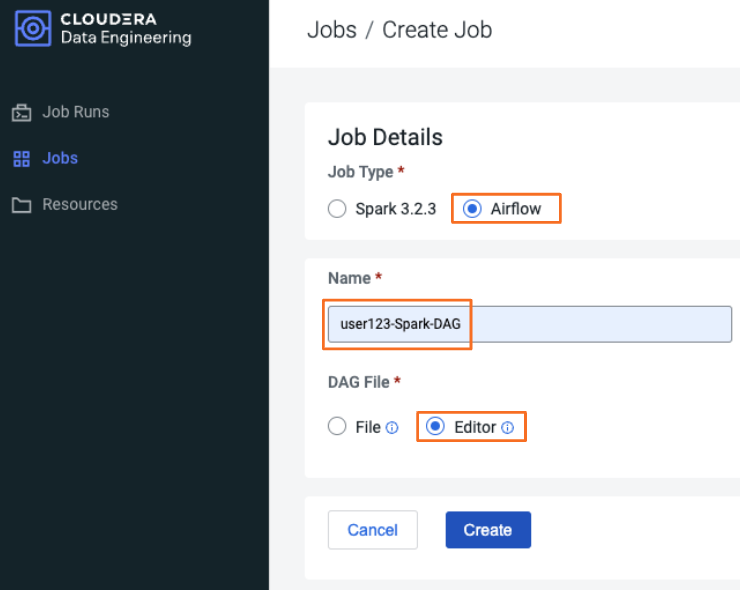 CLOUDERA
Data Engineering
Job Runs
Jobs
Resources
Jobs / Create Job
Job Details
Job Type *
Spark 3.2.3
Airflow
Name *
user123-Spark-DAG
DAG File *
File
Editor
Cancel
Create